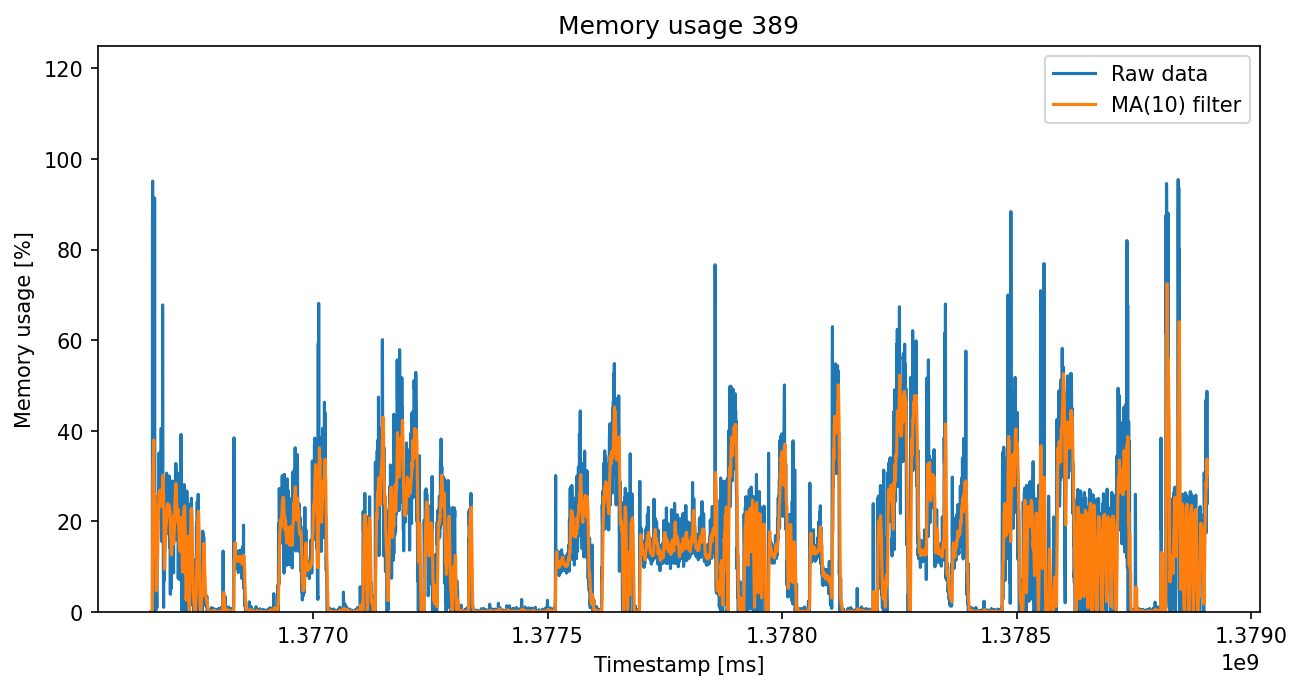 Memory usage 389
Raw data
MA(10) filter
Memory usage [%]
120
100
80
60
40
20
0
1.3770
1.3775
1.3780
1.3785
1.3790
1e9
Timestamp [ms]